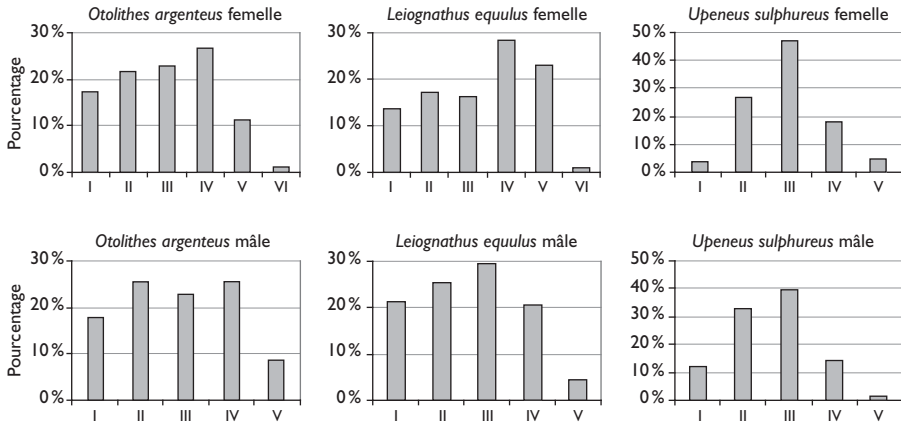 Otolithes argenteus femelle
Leiognathus equulus femelle
Upeneus sulphureus femelle
Pourcentage
30 %
20 %
10 %
0 %
I II III IV V VI
30 %
20 %
10 %
0 %
I II III IV V VI
50 %
40 %
30 %
20 %
10 %
0 %
I II III IV V
Otolithes argenteus mâle
Leiognathus equulus mâle
Upeneus sulphureus mâle
Pourcentage
30 %
20 %
10 %
0 %
I II III IV V
30 %
20 %
10 %
0 %
I II III IV V
50 %
40 %
30 %
20 %
10 %
0 %
I II III IV V